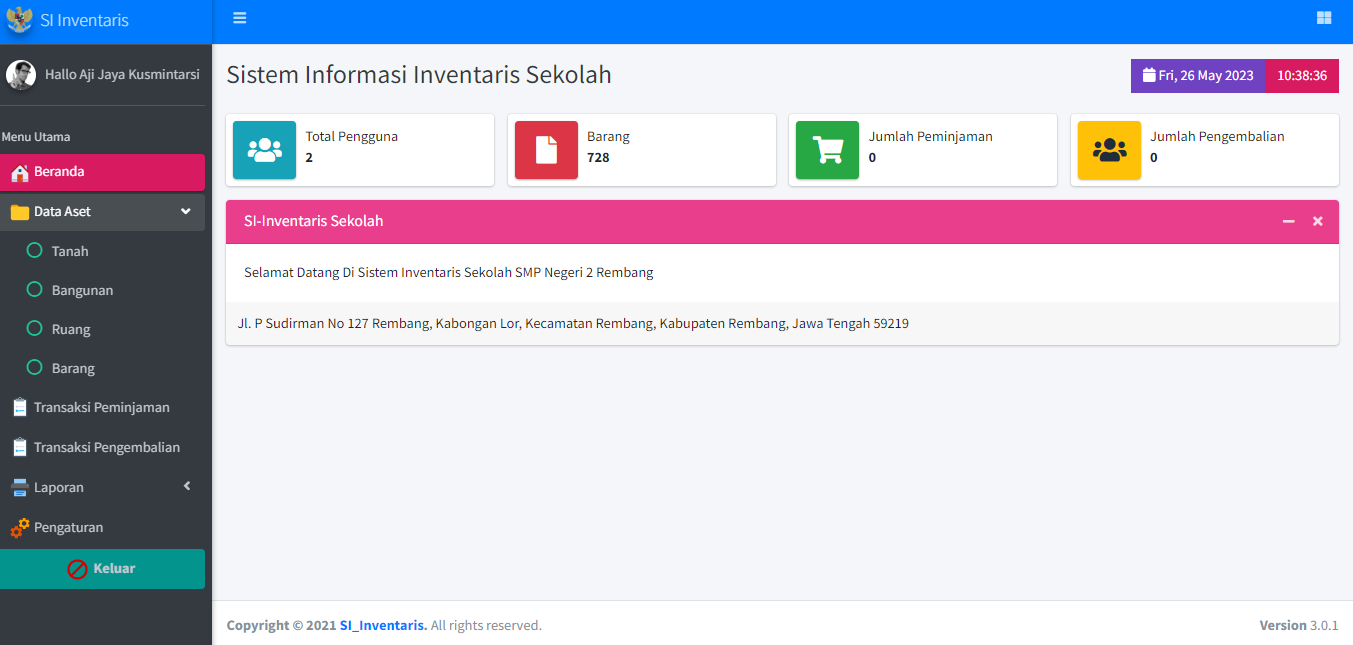 SI Inventaris
Hallo Aji Jaya Kusmintarsi
Menu Utama
Beranda
Data Aset
Tanah
Bangunan
Ruang
Barang
Transaksi Peminjaman
Transaksi Pengembalian
Laporan
Pengaturan
Keluar
Sistem Informasi Inventaris Sekolah
Fri, 26 May 2023 10:38:36
Total Pengguna
2
Barang
728
Jumlah Peminjaman
0
Jumlah Pengembalian
0
SI-Inventaris Sekolah
Selamat Datang Di Sistem Inventaris Sekolah SMP Negeri 2 Rembang
Jl. P Sudirman No 127 Rembang, Kabongan Lor, Kecamatan Rembang, Kabupaten Rembang, Jawa Tengah 59219
Copyright © 2021 SI_Inventaris. All rights reserved.
Version 3.0.1